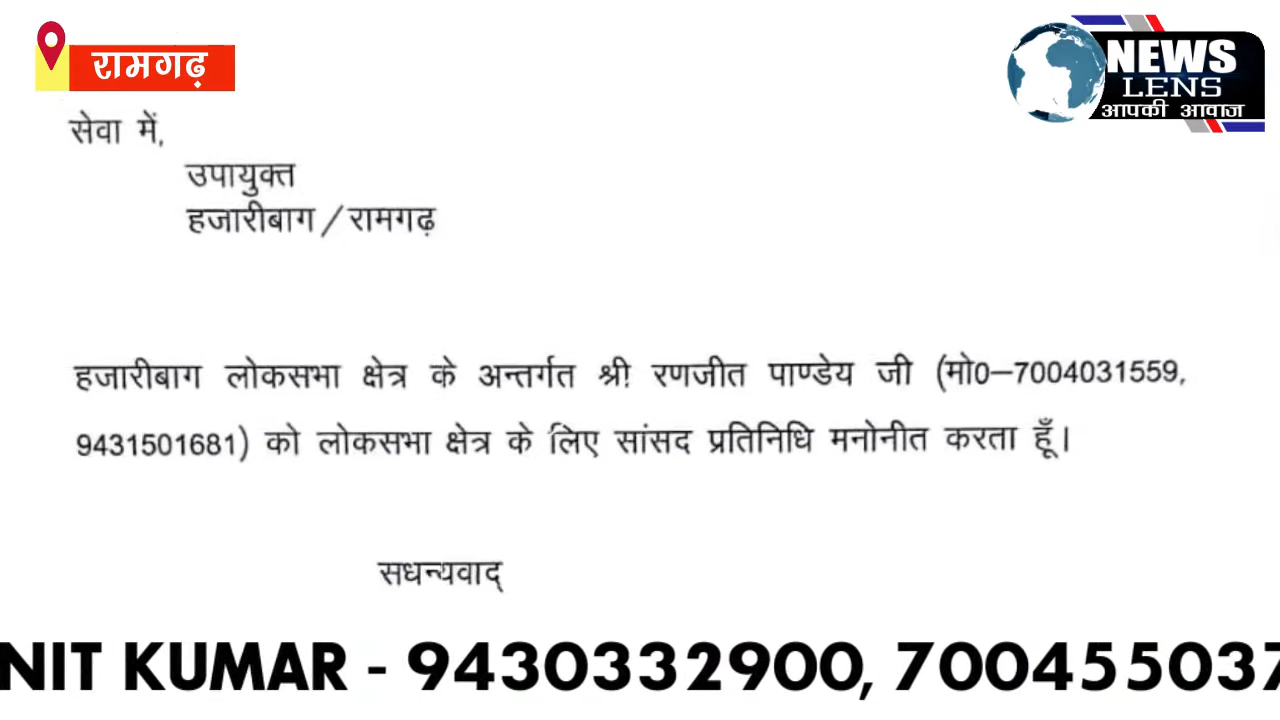 रामगढ़
NEWS
LENS
आपकी आवाज
सेवा में,
उपायुक्त
हजारीबाग/रामगढ़
हजारीबाग लोकसभा क्षेत्र के अन्तर्गत श्री रणजीत पाण्डेय जी (मो0–7004031559,
9431501681) को लोकसभा क्षेत्र के लिए सांसद प्रतिनिधि मनोनीत करता हूँ।
सधन्यवाद्
NIT KUMAR - 9430332900, 700455037